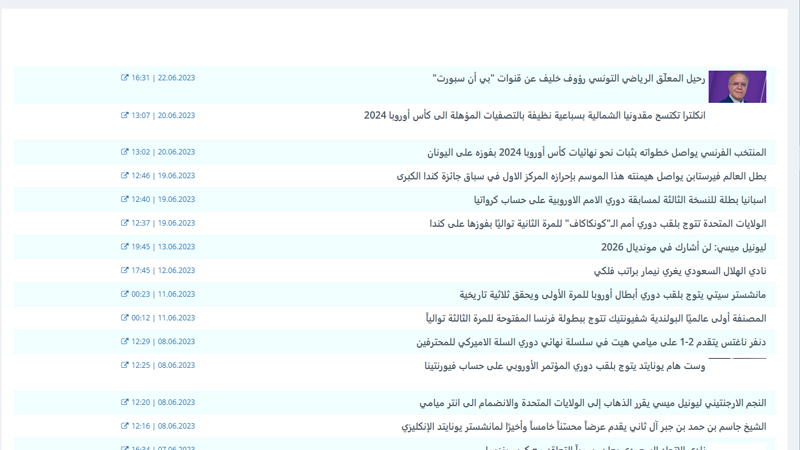 رحيل المعلّق الرياضي التونسي رؤوف خليف عن قنوات "بي أن سبورت" 22.06.2023 | 16:31
انكلترا تكتسح مقدونيا الشمالية بسباعية نظيفة بالتصفيات المؤهلة الى كأس أوروبا 2024 20.06.2023 | 13:07
المنتخب الفرنسي يواصل خطواته بثبات نحو نهائيات كأس أوروبا 2024 بفوزه على اليونان 20.06.2023 | 13:02
بطل العالم فيرستابن يواصل هيمنته هذا الموسم بإحرازه المركز الاول في سباق جائزة كندا الكبرى 19.06.2023 | 12:46
اسبانيا بطلة للنسخة الثالثة لمسابقة دوري الامم الاوروبية على حساب كرواتيا 19.06.2023 | 12:40
الولايات المتحدة تتوج بلقب دوري أمم الـ"كونكاكاف" للمرة الثانية تواليًا بفوزها على كندا 19.06.2023 | 12:37
ليونيل ميسي: لن أشارك في مونديال 2026 13.06.2023 | 19:45
نادي الهلال السعودي يغري نيمار براتب فلكي 12.06.2023 | 17:45
مانشستر سيتي يتوج بلقب دوري أبطال أوروبا للمرة الأولى ويحقق ثلاثية تاريخية 11.06.2023 | 00:23
المصنفة أولى عالميًا البولندية شفيونتيك تتوج ببطولة فرنسا المفتوحة للمرة الثالثة توالياً 11.06.2023 | 00:12
دنفر ناغتس يتقدم 2-1 على ميامي هيت في سلسلة نهائي دوري السلة الاميركي للمحترفين 08.06.2023 | 12:29
وست هام يونايتد يتوج بلقب دوري المؤتمر الأوروبي على حساب فيورنتينا 08.06.2023 | 12:25
النجم الارجنتيني ليونيل ميسي يقرر الذهاب إلى الولايات المتحدة والانضمام الى انتر ميامي 08.06.2023 | 12:20
الشيخ جاسم بن حمد بن جبر آل ثاني يقدم عرضاً محسّناً خامساً وأخيرًا لمانشستر يونايتد الإنكليزي 08.06.2023 | 12:16